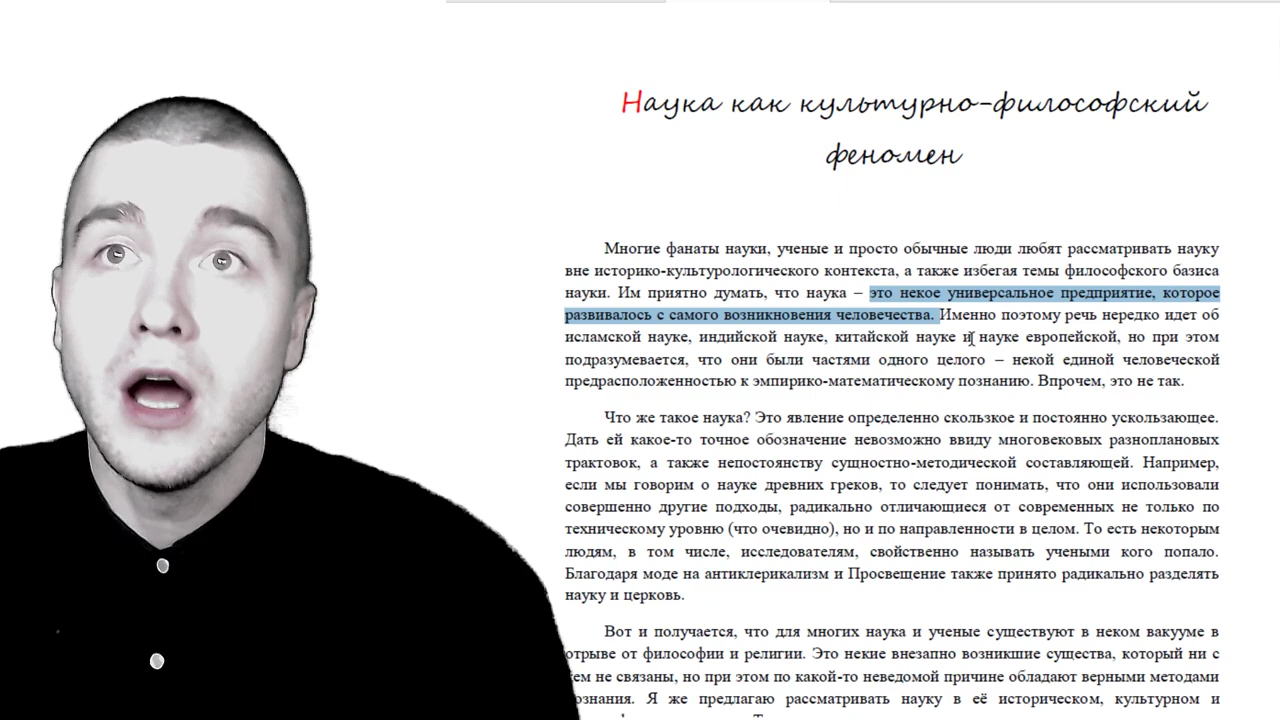 Наука как культурно-философский
феномен
Многие фанаты науки, ученые и просто обычные люди любят рассматривать науку
вне историко-культурологического контекста, а также избегая темы философского базиса
науки. Им приятно думать, что наука – это некое универсальное предприятие, которое
развивалось с самого возникновения человечества. Именно поэтому речь нередко идет об
исламской науке, индийской науке, китайской науке и науке европейской, но при этом
подразумевается, что они были частями одного целого – некой единой человеческой
предрасположенностью к эмпирико-математическому познанию. Впрочем, это не так.
Что же такое наука? Это явление определенно скользкое и постоянно ускользающее.
Дать ей какое-то точное обозначение невозможно ввиду многовековых разноплановых
трактовок, а также непостоянству сущностно-методической составляющей. Например,
если мы говорим о науке древних греков, то следует понимать, что они использовали
совершенно другие подходы, радикально отличающиеся от современных не только по
техническому уровню (что очевидно), но и по направленности в целом. То есть некоторым
людям, в том числе, исследователям, свойственно называть учеными кого попало.
Благодаря моде на антиклерикализм и Просвещение также принято радикально разделять
науку и церковь.
Вот и получается, что для многих наука и ученые существуют в неком вакууме в
отрыве от философии и религии. Это некие внезапно возникшие существа, который ни с
чем не связаны, но при этом по какой-то неведомой причине обладают верными методами
познания. Я же предлагаю рассматривать науку в её историческом, культурном и